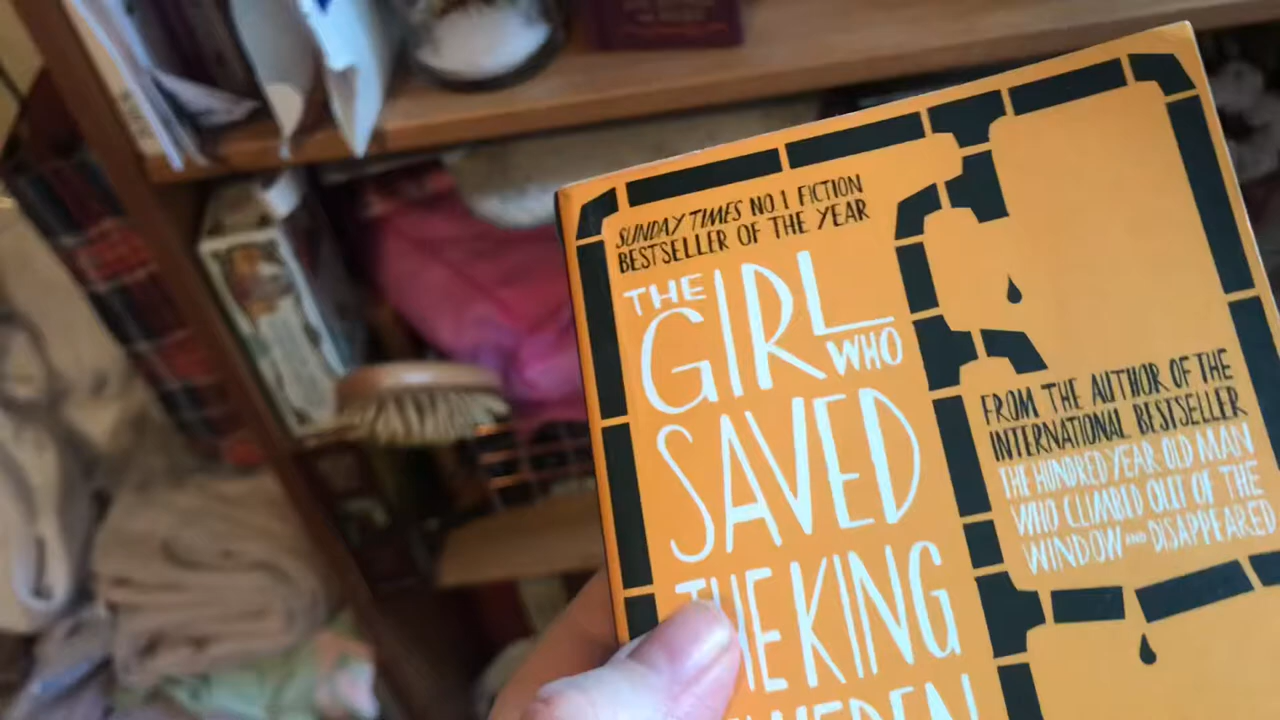 SUNDAY TIMES NO.1 FICTION
BESTSELLER OF THE YEAR
THE
GIRL
WHO
SAVED
THE KING
FROM THE AUTHOR OF THE
INTERNATIONAL BESTSELLER
THE HUNDRED-YEAR-OLD MAN
WHO CLIMBED OUT OF THE
WINDOW AND DISAPPEARED